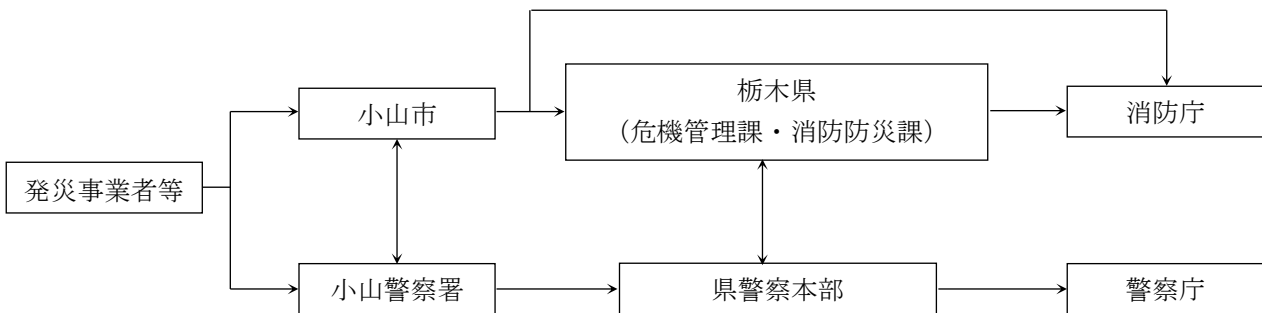 小山市
栃木県
（危機管理課・消防防災課）
消防庁
発災事業者等
小山警察署
県警察本部
警察庁